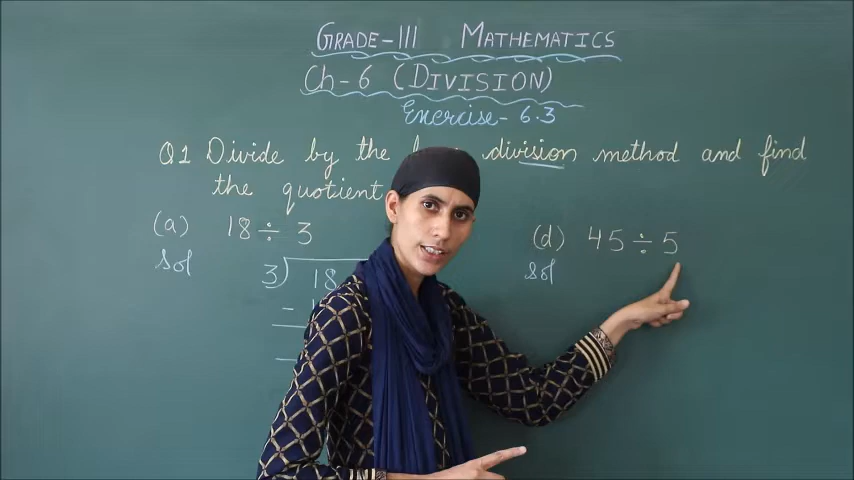 GRADE-III MATHEMATICS
Ch-6 (DIVISION)
Exercise- 6.3
Q1 Divide by the division method and find
the quotient
(a) 18 ÷ 3
sol
3) 18
-
(d) 45 ÷ 5
sol